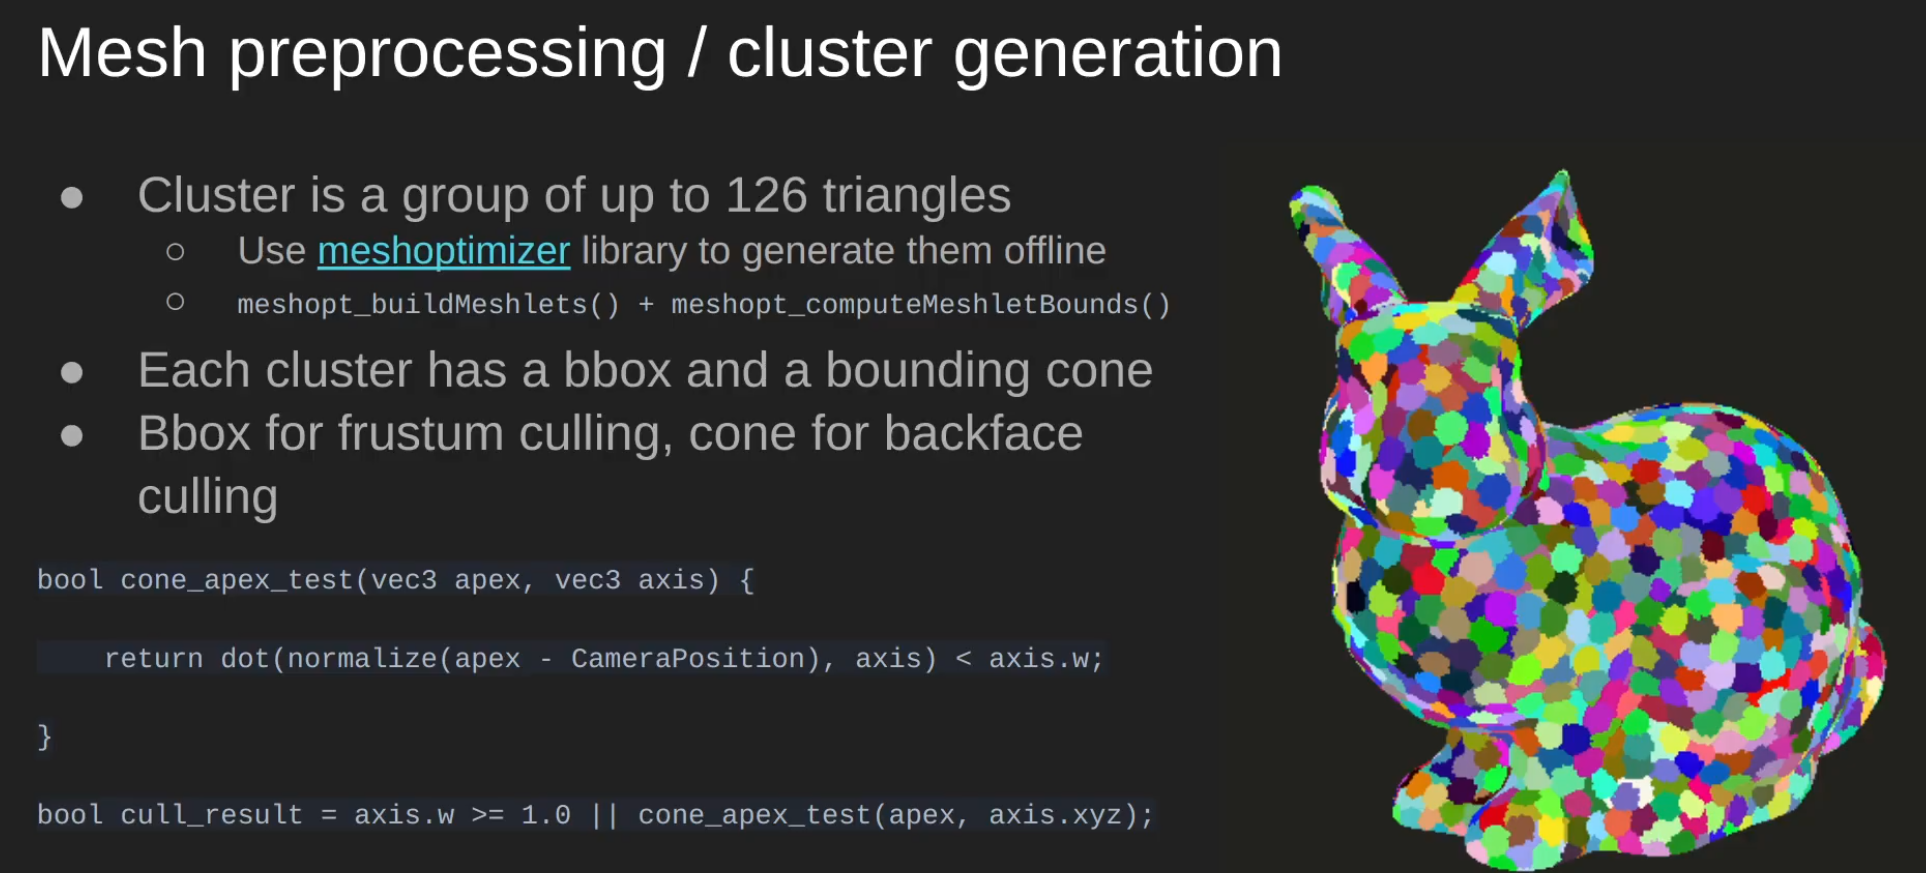 Mesh preprocessing / cluster generation
● Cluster is a group of up to 126 triangles
○ Use meshoptimizer library to generate them offline
○ meshopt_buildMeshlets() + meshopt_computeMeshletBounds()
● Each cluster has a bbox and a bounding cone
● Bbox for frustum culling, cone for backface
culling
bool cone_apex_test(vec3 apex, vec3 axis) {
    return dot(normalize(apex - CameraPosition), axis) < axis.w;
}
bool cull_result = axis.w >= 1.0 || cone_apex_test(apex, axis.xyz);